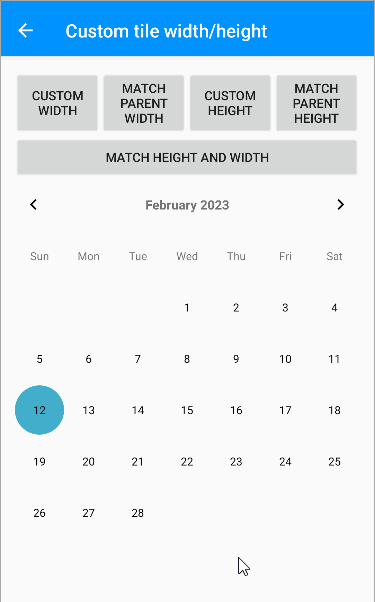 Custom tile width/height
CUSTOM WIDTH
MATCH PARENT WIDTH
CUSTOM HEIGHT
MATCH PARENT HEIGHT
MATCH HEIGHT AND WIDTH
February 2023
Sun Mon Tue Wed Thu Fri Sat
1 2 3 4
5 6 7 8 9 10 11
12 13 14 15 16 17 18
19 20 21 22 23 24 25
26 27 28